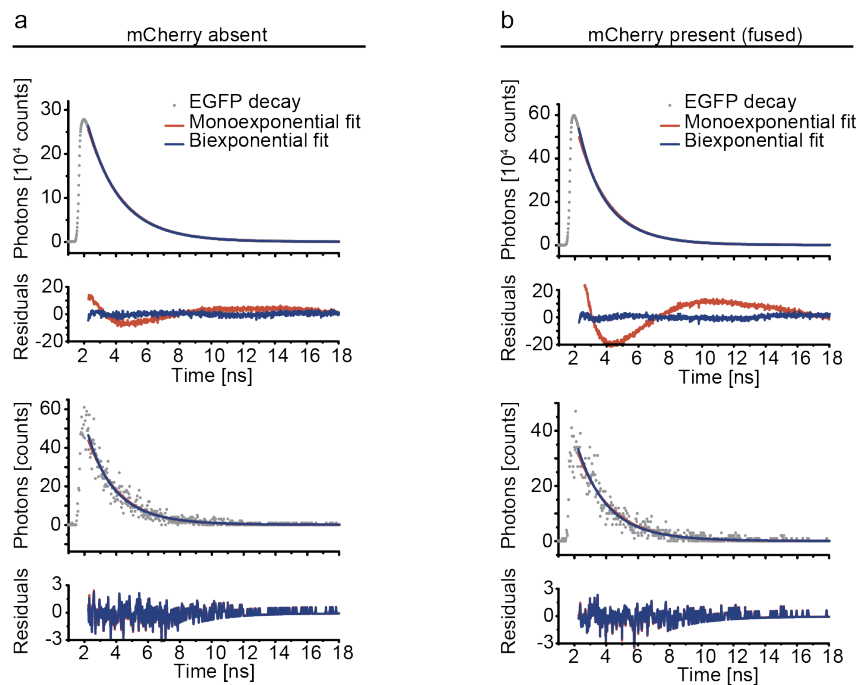 a
mCherry absent
30
20
10
0
Photons [10⁴ counts]
EGFP decay
Monoexponential fit
Biexponential fit
20
0
-20
Residuals
2 4 6 8 10 12 14 16 18
Time [ns]
60
40
20
0
Photons [counts]
3
0
-3
Residuals
2 4 6 8 10 12 14 16 18
Time [ns]
b
mCherry present (fused)
60
40
20
0
Photons [10⁴ counts]
EGFP decay
Monoexponential fit
Biexponential fit
20
0
-20
Residuals
2 4 6 8 10 12 14 16 18
Time [ns]
40
20
0
Photons [counts]
3
0
-3
Residuals
2 4 6 8 10 12 14 16 18
Time [ns]